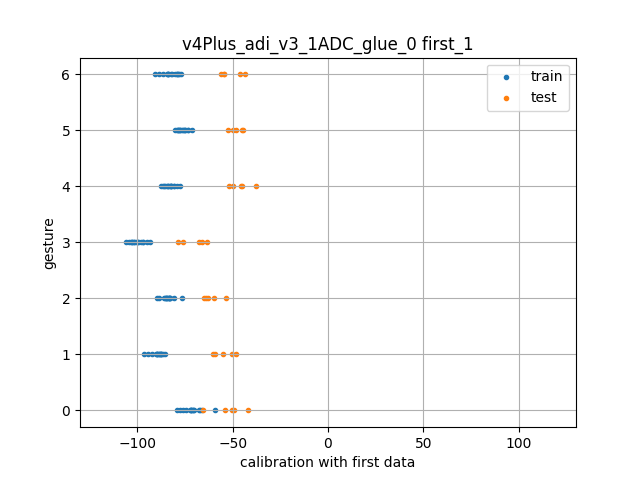 v4Plus_adi_v3_1ADC_glue_0 first_1
train
test
6
5
4
3
2
1
0
gesture
−100
−50
0
50
100
calibration with first data